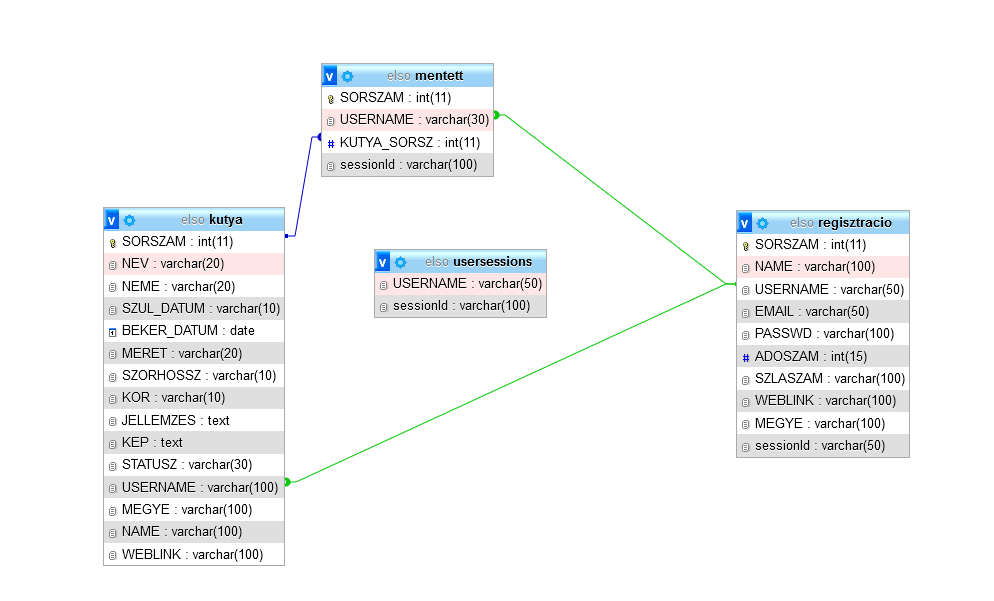 v elso mentett
SORSZAM : int(11)
USERNAME : varchar(30)
# KUTYA_SORSZ : int(11)
sessionId : varchar(100)
v elso kutya
SORSZAM : int(11)
NEV : varchar(20)
NEME : varchar(20)
SZUL_DATUM : varchar(10)
BEKER_DATUM : date
MERET : varchar(20)
SZORHOSSZ : varchar(10)
KOR : varchar(10)
JELLEMZES : text
KEP : text
STATUSZ : varchar(30)
USERNAME : varchar(100)
MEGYE : varchar(100)
NAME : varchar(100)
WEBLINK : varchar(100)
v elso usersessions
USERNAME : varchar(50)
sessionId : varchar(100)
v elso regisztracio
SORSZAM : int(11)
NAME : varchar(100)
USERNAME : varchar(50)
EMAIL : varchar(50)
PASSWD : varchar(100)
# ADOSZAM : int(15)
SZLASZAM : varchar(100)
WEBLINK : varchar(100)
MEGYE : varchar(100)
sessionId : varchar(50)